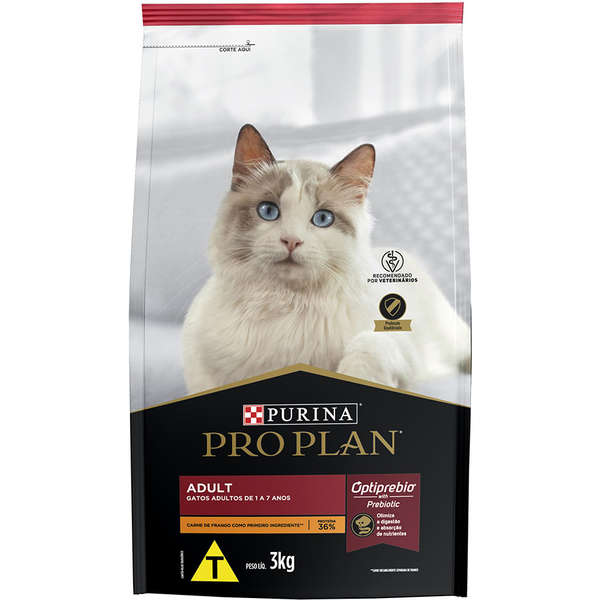 CORTE AQUI
RECOMENDADO
POR VETERINÁRIOS
Proteção
Equilibrada
PURINA
PRO PLAN
ADULT
GATOS ADULTOS DE 1 A 7 ANOS
CARNE DE FRANGO COMO PRIMEIRO INGREDIENTE**
PROTEÍNA
36%
Optiprebio
with
Prebiotic
Otimiza
a digestão
e absorção
de nutrientes
T
PESO LÍQ. 3kg